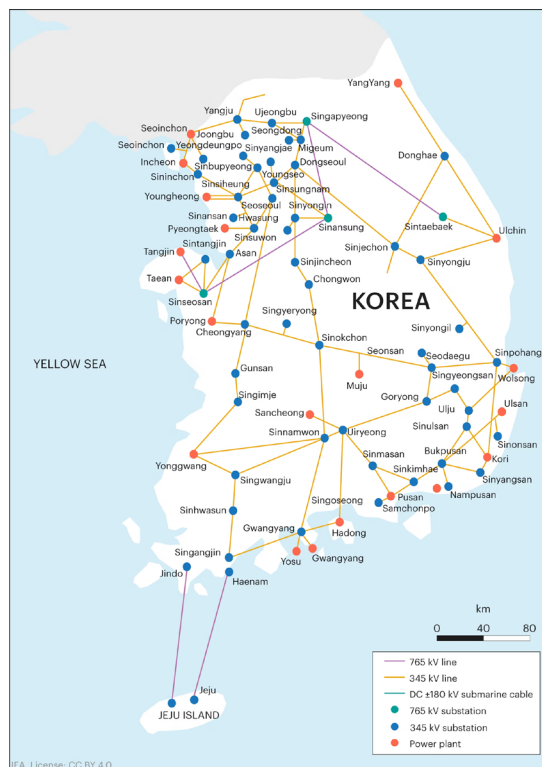 YangYang
Yangju
Ujeongbu
Singapyeong
Seoinchon
Joongbu
Seongdong
Seoinchon
Yeongdeungpo
Sinyangjae
Migeum
Donghae
Incheon
Sinbupyeong
Dongseoul
Sininchon
Youngseo
Sinsiheung
Sinsungnam
Youngheong
Seoseoul
Sinyongin
Sinansan
Hwasung
Sintaebaek
Pyeongtaek
Sinansung
Ulchin
Sintangjin
Sinsuwon
Tangjin
Asan
Sinjechon
Sinyongju
Taean
Sinjincheon
Chongwon
Sinseosan
KOREA
Singyeryong
Poryong
Cheongyang
Sinyongil
Sinokchon
Seonsan
Sinpohang
YELLOW SEA
Seodaegu
Gunsan
Singyeongsan
Wolsong
Muju
Singimje
Goryong
Ulsan
Ulju
Sancheong
Sinulsan
Sinnamwon
Uiryeong
Sinonsan
Bukpusan
Yonggwang
Sinmasan
Kori
Sinkimhae
Singwangju
Sinyangsan
Singoseong
Pusan
Nampusan
Sinhwasun
Samchonpo
Gwangyang
Hadong
Singangjin
Yosu
Gwangyang
Jindo
Haenam
km
0 40 80
765 kV line
345 kV line
Jeju
DC ±180 kV submarine cable
765 kV substation
JEJU ISLAND
345 kV substation
Power plant
IEA. License: CC BY 4.0